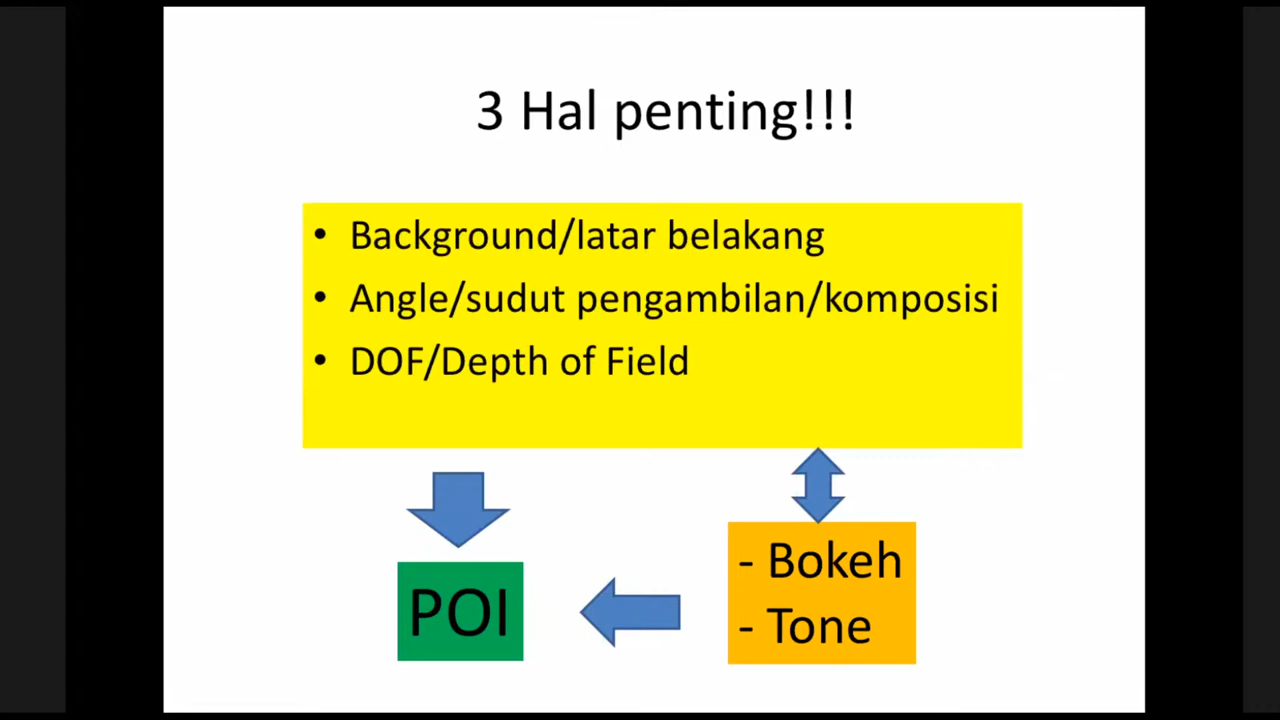 3 Hal penting!!!
• Background/latar belakang
• Angle/sudut pengambilan/komposisi
• DOF/Depth of Field
POI
- Bokeh
- Tone